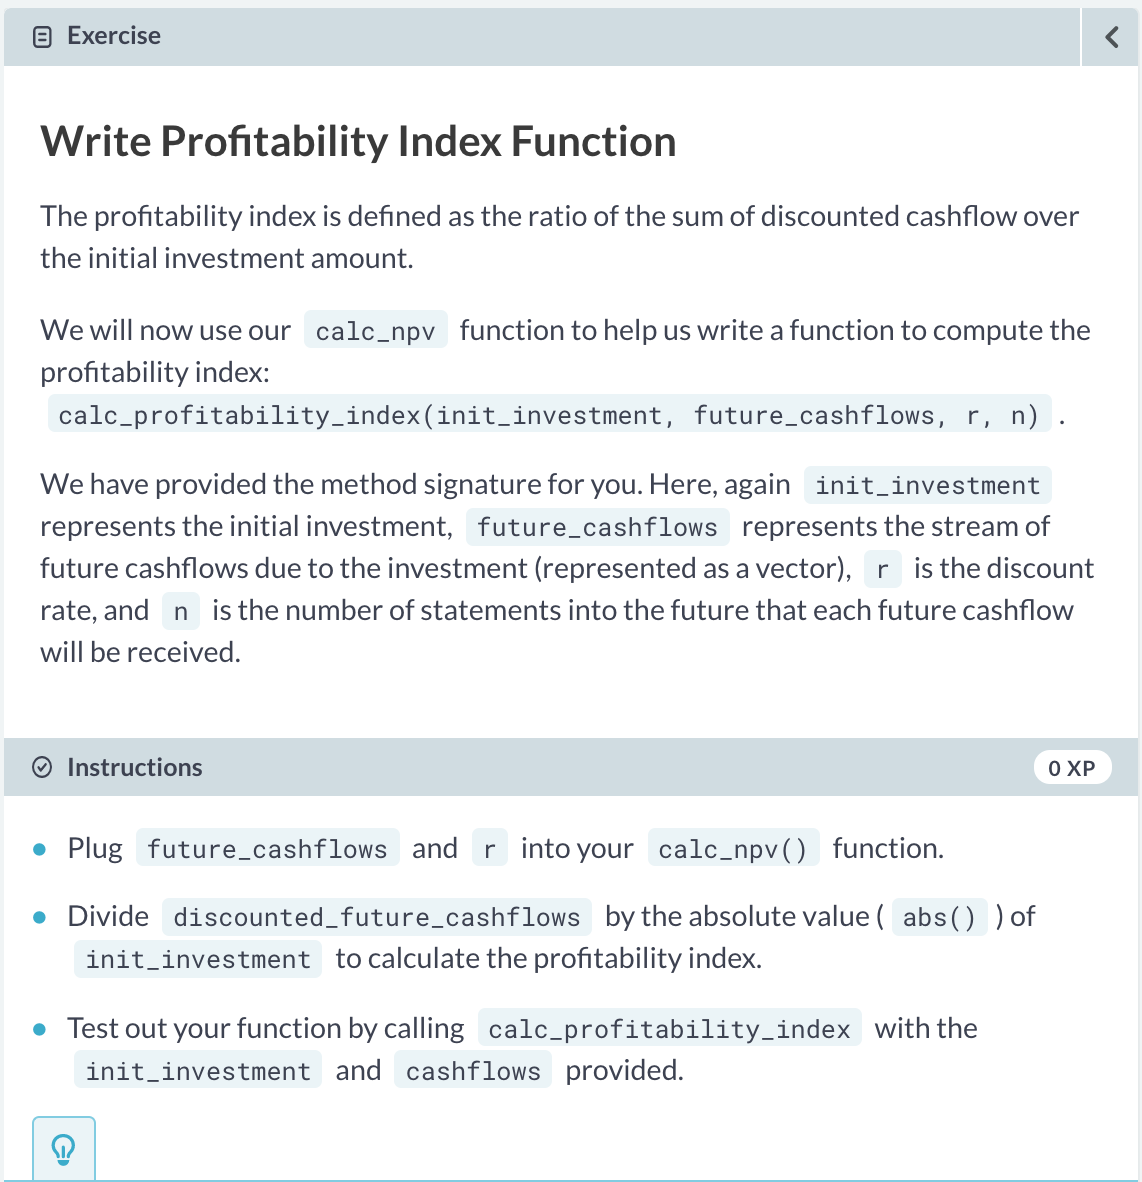 Exercise
Write Profitability Index Function
The profitability index is defined as the ratio of the sum of discounted cashflow over
the initial investment amount.
We will now use our calc_npv function to help us write a function to compute the
profitability index:
calc_profitability_index(init_investment, future_cashflows, r, n) .
We have provided the method signature for you. Here, again init_investment
represents the initial investment, future_cashflows represents the stream of
future cashflows due to the investment (represented as a vector), r is the discount
rate, and n is the number of statements into the future that each future cashflow
will be received.
Instructions
0 XP
Plug future_cashflows and r into your calc_npv() function.
Divide discounted_future_cashflows by the absolute value ( abs() ) of
init_investment to calculate the profitability index.
Test out your function by calling calc_profitability_index with the
init_investment and cashflows provided.